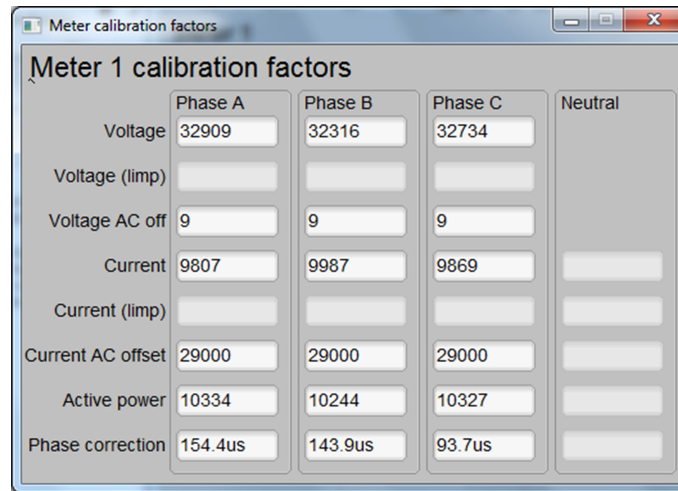 Meter calibration factors
Meter 1 calibration factors
Phase A Phase B Phase C Neutral
Voltage 32909 32316 32734
Voltage (limp)
Voltage AC off 9 9 9
Current 9807 9987 9869
Current (limp)
Current AC offset 29000 29000 29000
Active power 10334 10244 10327
Phase correction 154.4us 143.9us 93.7us